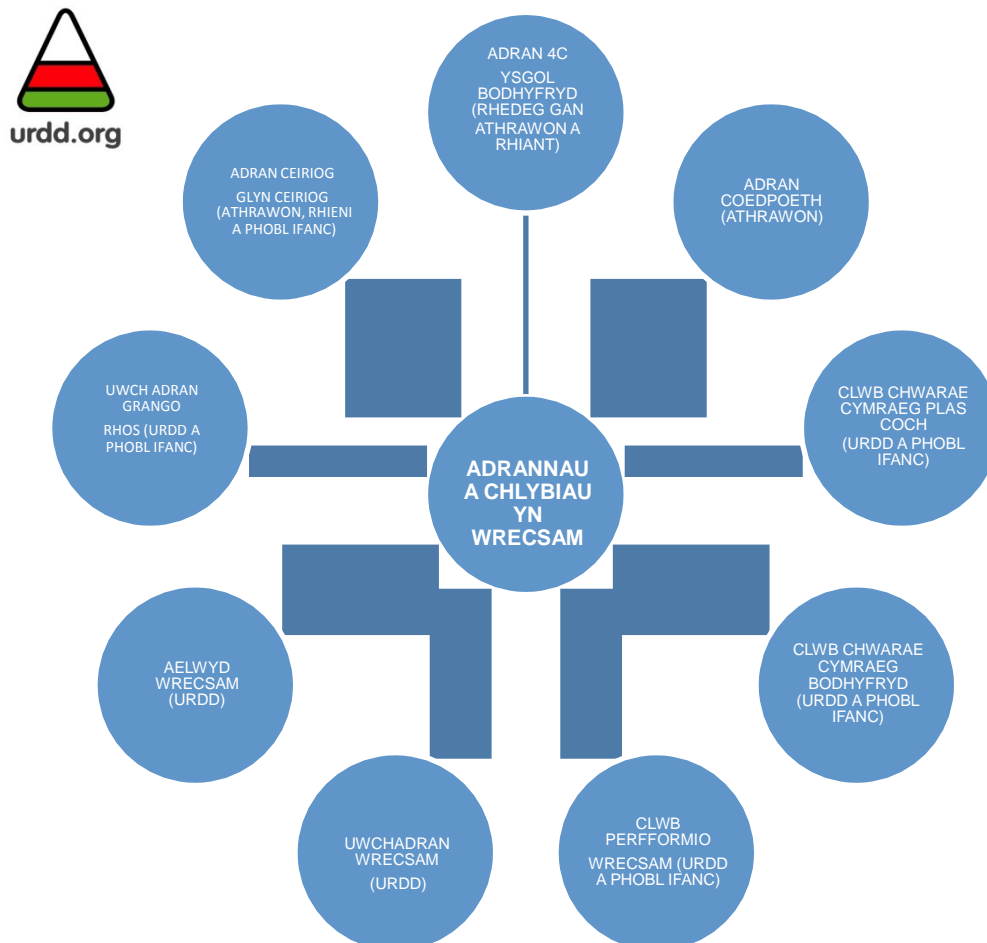 urdd.org
ADRAN 4C
YSGOL
BODHYFRYD
(RHEDEG GAN
ATHRAWON A
RHIANT)
ADRAN
COEDPOETH
(ATHRAWON)
CLWB CHWARAE
CYMRAEG PLAS
COCH
(URDD A PHOBL
IFANC)
CLWB CHWARAE
CYMRAEG
BODHYFRYD
(URDD A PHOBL
IFANC)
CLWB
PERFFORMIO
WRECSAM (URDD
A PHOBL IFANC)
UWCHADRAN
WRECSAM
(URDD)
AELWYD
WRECSAM
(URDD)
UWCH ADRAN
GRANGO
RHOS (URDD A
PHOBL IFANC)
ADRAN CEIRIOG
GLYN CEIRIOG
(ATHRAWON, RHIENI
A PHOBL IFANC)
ADRANNAU
A CHLYBIAU
YN
WRECSAM